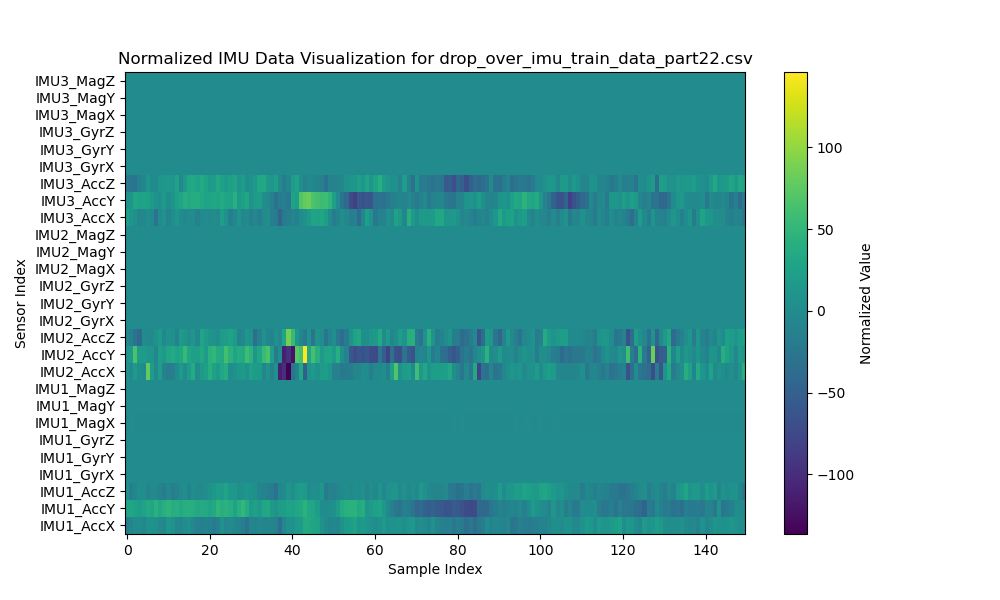 Normalized IMU Data Visualization for drop_over_imu_train_data_part22.csv
IMU3_MagZ
IMU3_MagY
IMU3_MagX
IMU3_GyrZ
IMU3_GyrY
IMU3_GyrX
IMU3_AccZ
IMU3_AccY
IMU3_AccX
IMU2_MagZ
IMU2_MagY
IMU2_MagX
IMU2_GyrZ
IMU2_GyrY
IMU2_GyrX
IMU2_AccZ
IMU2_AccY
IMU2_AccX
IMU1_MagZ
IMU1_MagY
IMU1_MagX
IMU1_GyrZ
IMU1_GyrY
IMU1_GyrX
IMU1_AccZ
IMU1_AccY
IMU1_AccX
Sensor Index
0 20 40 60 80 100 120 140
Sample Index
100
50
0
−50
−100
Normalized Value